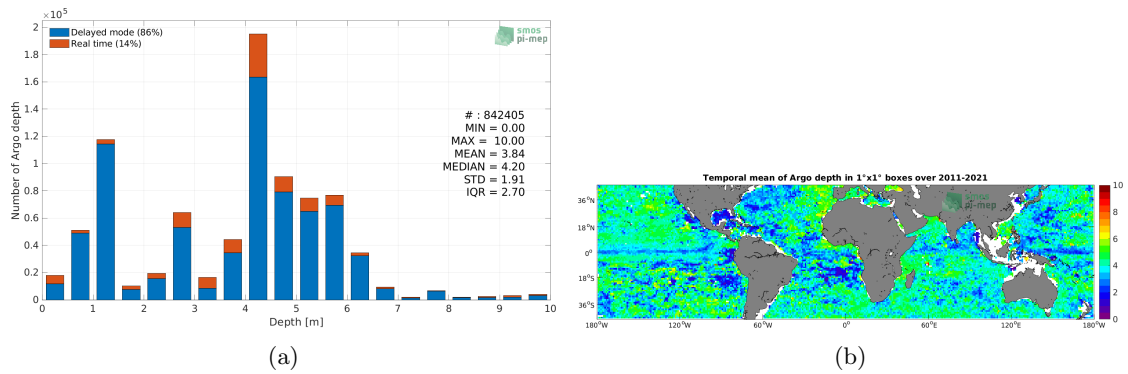 ×10⁵
2
1.8
1.6
1.4
1.2
1
0.8
0.6
0.4
0.2
0
Number of Argo depth
Delayed mode (86%)
Real time (14%)
smos
pi-mep
# : 842405
MIN = 0.00
MAX = 10.00
MEAN = 3.84
MEDIAN = 4.20
STD = 1.91
IQR = 2.70
0 1 2 3 4 5 6 7 8 9 10
Depth [m]
(a)
Temporal mean of Argo depth in 1°x1° boxes over 2011-2021
smos
pi-mep
36°N
18°N
0°
18°S
36°S
180°W 120°W 60°W 0° 60°E 120°E 180°W
10
8
6
4
2
0
(b)